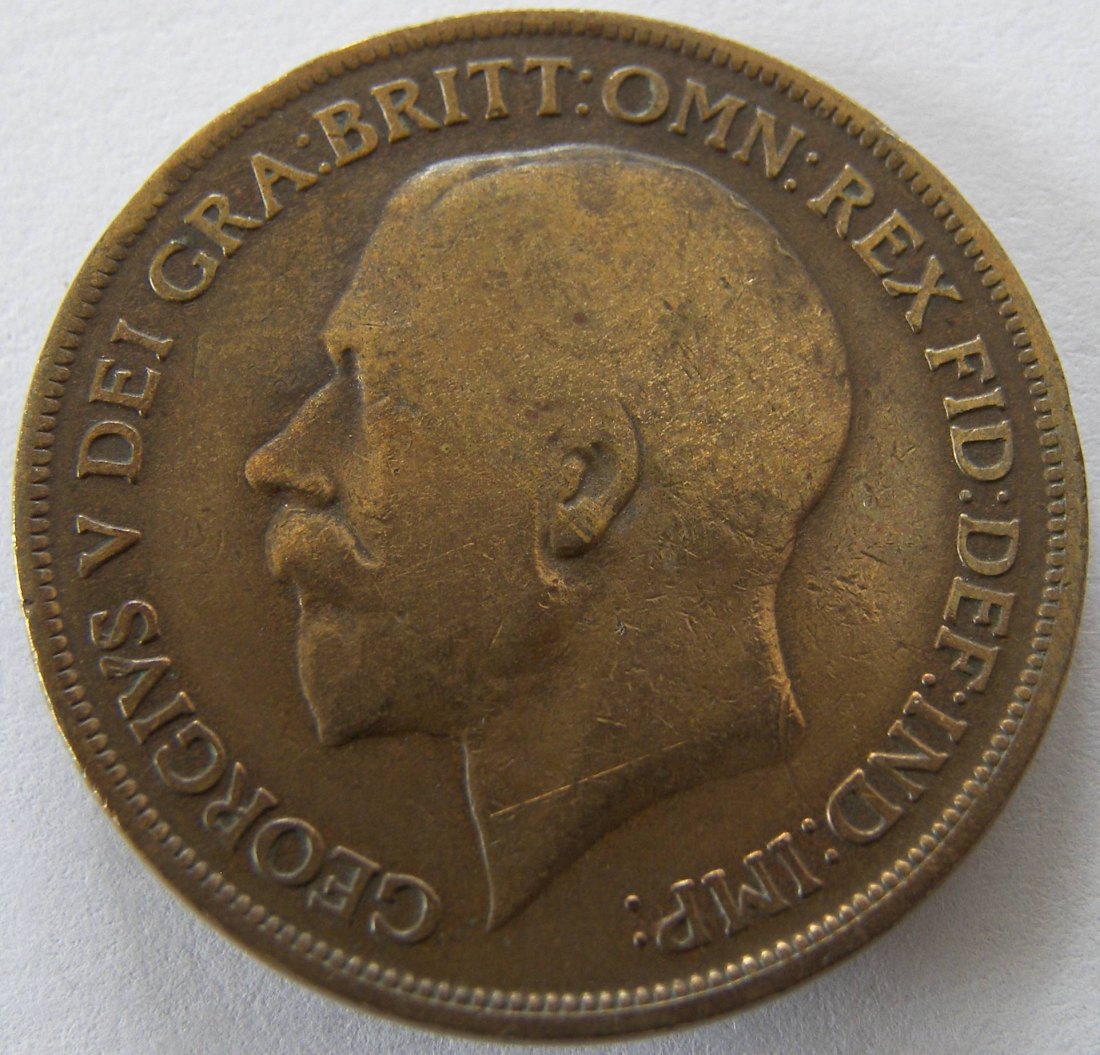 GEORGIVS V DEI GRA: BRITT: OMN: REX FID: DEF: IND: IMP: